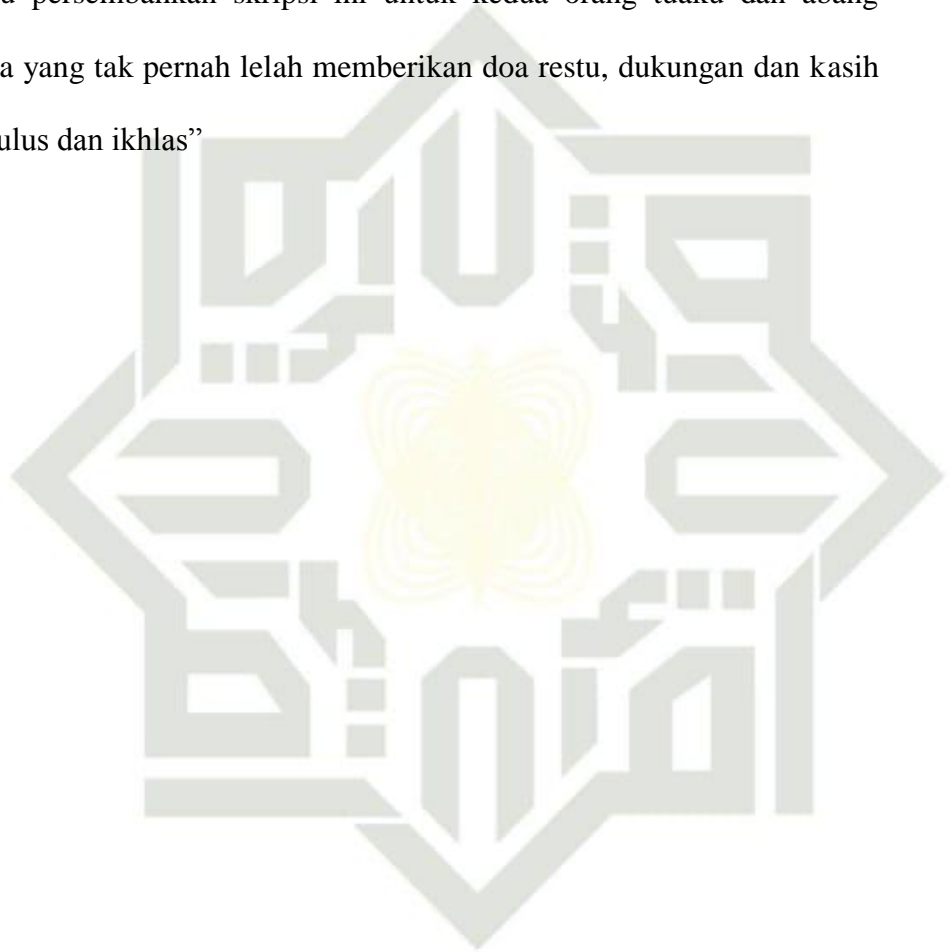 persembahkan skripsi ini untuk kedua orang tuaku dan abang
yang tak pernah lelah memberikan doa restu, dukungan dan kasih
dan ikhlas”